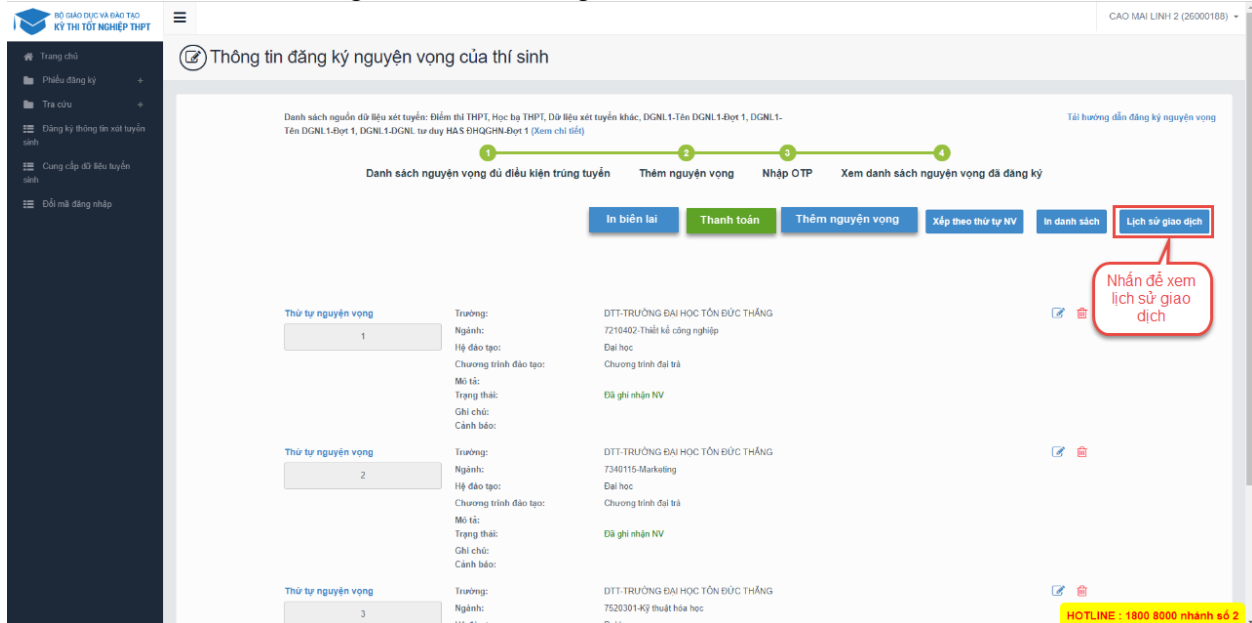 BỘ GIÁO DỤC VÀ ĐÀO TẠO
KỲ THI TỐT NGHIỆP THPT
CAO MAI LINH 2 (26000188)
Trang chủ
Phiếu đăng ký +
Tra cứu +
Đăng ký thông tin xét tuyển
sinh
Cung cấp dữ liệu tuyển
sinh
Đổi mã đăng nhập
Thông tin đăng ký nguyện vọng của thí sinh
Danh sách nguồn dữ liệu xét tuyển: Điểm thi THPT, Học bạ THPT, Dữ liệu xét tuyển khác, DGNL1-Tên DGNL1-Đợt 1, DGNL1-
Tên DGNL1-Đợt 1, DGNL1-DGNL tư duy HAS ĐHQGHN-Đợt 1 (Xem chi tiết)
Tải hướng dẫn đăng ký nguyện vọng
1 2 3 4
Danh sách nguyện vọng đủ điều kiện trúng tuyển Thêm nguyện vọng Nhập OTP Xem danh sách nguyện vọng đã đăng ký
In biên lai Thanh toán Thêm nguyện vọng Xếp theo thứ tự NV In danh sách Lịch sử giao dịch
Nhấn để xem
lịch sử giao
dịch
Thứ tự nguyện vọng
1
Trường: DTT-TRƯỜNG ĐẠI HỌC TÔN ĐỨC THẮNG
Ngành: 7210402-Thiết kế công nghiệp
Hệ đào tạo: Đại học
Chương trình đào tạo: Chương trình đại trà
Mô tả:
Trạng thái: Đã ghi nhận NV
Ghi chú:
Cảnh báo:
Thứ tự nguyện vọng
2
Trường: DTT-TRƯỜNG ĐẠI HỌC TÔN ĐỨC THẮNG
Ngành: 7340115-Marketing
Hệ đào tạo: Đại học
Chương trình đào tạo: Chương trình đại trà
Mô tả:
Trạng thái: Đã ghi nhận NV
Ghi chú:
Cảnh báo:
Thứ tự nguyện vọng
3
Trường: DTT-TRƯỜNG ĐẠI HỌC TÔN ĐỨC THẮNG
Ngành: 7520301-Kỹ thuật hóa học
HOTLINE : 1800 8000 nhánh số 2